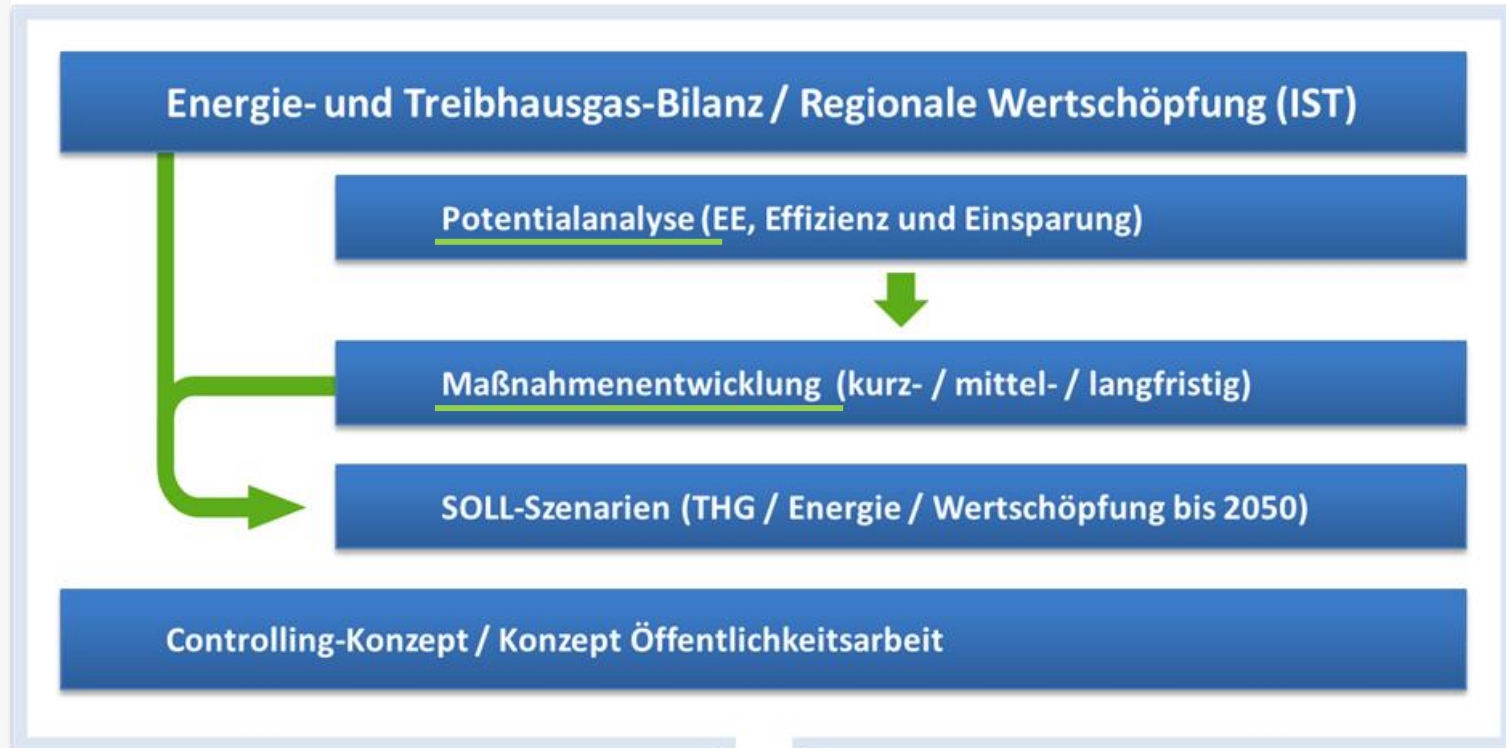 Energie- und Treibhausgas-Bilanz / Regionale Wertschöpfung (IST)
Potentialanalyse (EE, Effizienz und Einsparung)
Maßnahmenentwicklung (kurz- / mittel- / langfristig)
SOLL-Szenarien (THG / Energie / Wertschöpfung bis 2050)
Controlling-Konzept / Konzept Öffentlichkeitsarbeit